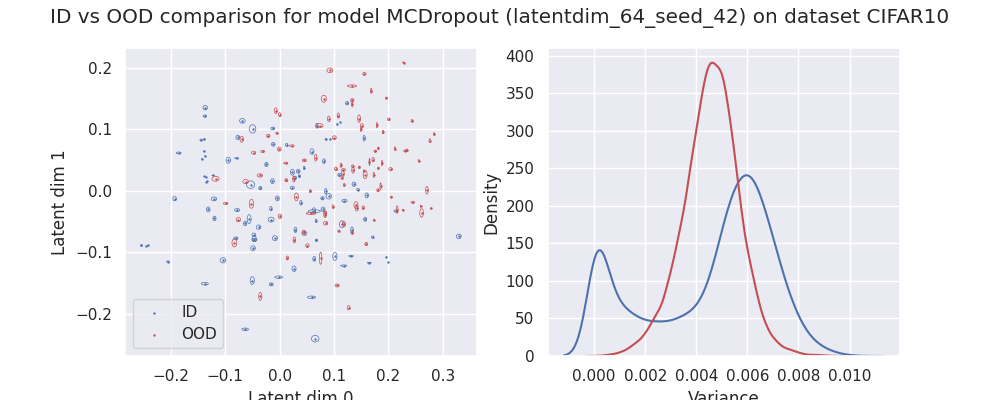 ID vs OOD comparison for model MCDropout (latentdim_64_seed_42) on dataset CIFAR10
Latent dim 1
0.2
0.1
0.0
−0.1
−0.2
ID
OOD
−0.2 −0.1 0.0 0.1 0.2 0.3
Latent dim 0
Density
400
350
300
250
200
150
100
50
0
0.000 0.002 0.004 0.006 0.008 0.010
Variance